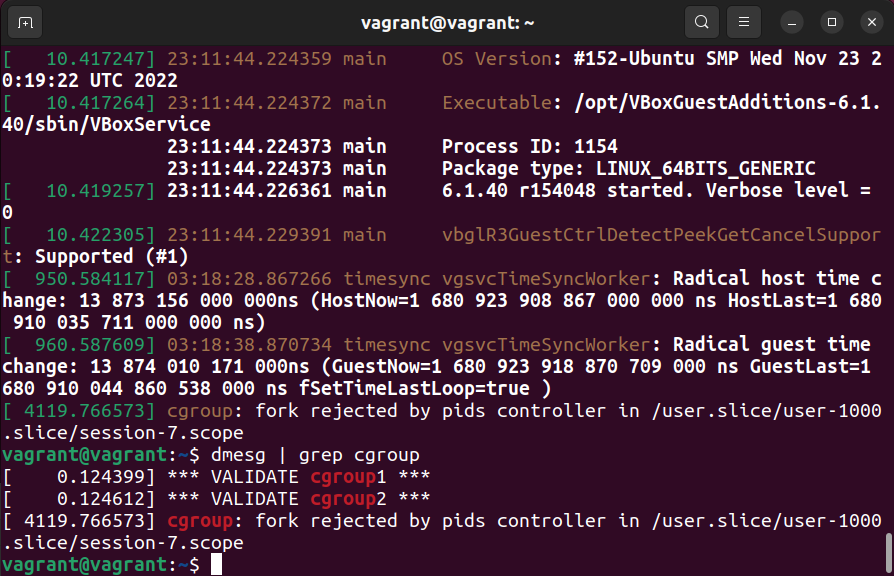 vagrant@vagrant: ~
[   10.417247] 23:11:44.224359 main     OS Version: #152-Ubuntu SMP Wed Nov 23 2
0:19:22 UTC 2022
[   10.417264] 23:11:44.224372 main     Executable: /opt/VBoxGuestAdditions-6.1.
40/sbin/VBoxService
               23:11:44.224373 main     Process ID: 1154
               23:11:44.224373 main     Package type: LINUX_64BITS_GENERIC
[   10.419257] 23:11:44.226361 main     6.1.40 r154048 started. Verbose level =
0
[   10.422305] 23:11:44.229391 main     vbglR3GuestCtrlDetectPeekGetCancelSuppor
t: Supported (#1)
[  950.584117] 03:18:28.867266 timesync vgsvcTimeSyncWorker: Radical host time c
hange: 13 873 156 000 000ns (HostNow=1 680 923 908 867 000 000 ns HostLast=1 680
 910 035 711 000 000 ns)
[  960.587609] 03:18:38.870734 timesync vgsvcTimeSyncWorker: Radical guest time
change: 13 874 010 171 000ns (GuestNow=1 680 923 918 870 709 000 ns GuestLast=1
680 910 044 860 538 000 ns fSetTimeLastLoop=true )
[ 4119.766573] cgroup: fork rejected by pids controller in /user.slice/user-1000
.slice/session-7.scope
vagrant@vagrant:~$ dmesg | grep cgroup
[    0.124399] *** VALIDATE cgroup1 ***
[    0.124612] *** VALIDATE cgroup2 ***
[ 4119.766573] cgroup: fork rejected by pids controller in /user.slice/user-1000
.slice/session-7.scope
vagrant@vagrant:~$